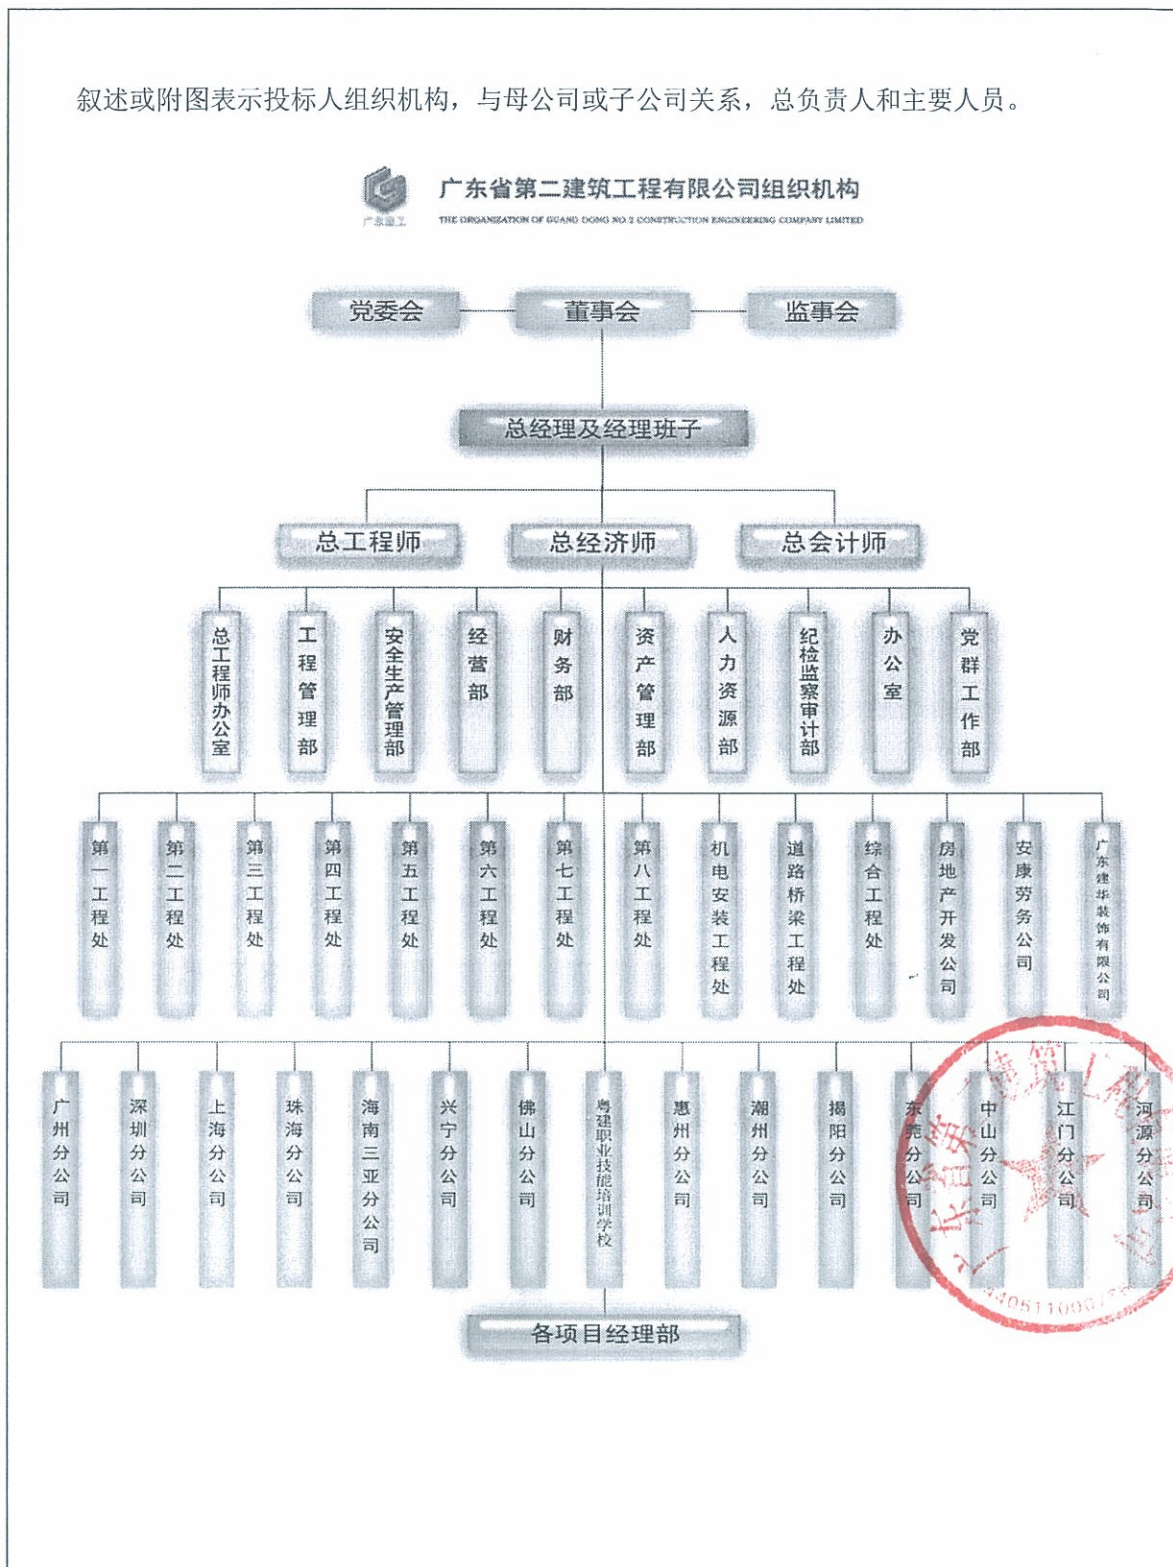 叙述或附图表示投标人组织机构，与母公司或子公司关系，总负责人和主要人员。
广东建工
广东省第二建筑工程有限公司组织机构
THE ORGANIZATION OF GUANG DONG NO.2 CONSTRUCTION ENGINEERING COMPANY LIMITED
党委会
董事会
监事会
总经理及经理班子
总工程师
总经济师
总会计师
总工程师办公室
工程管理部
安全生产管理部
经营部
财务部
资产管理部
人力资源部
纪检监察审计部
办公室
党群工作部
第一工程处
第二工程处
第三工程处
第四工程处
第五工程处
第六工程处
第七工程处
第八工程处
机电安装工程处
道路桥梁工程处
综合工程处
房地产开发公司
安康劳务公司
广东建华装饰有限公司
广州分公司
深圳分公司
上海分公司
珠海分公司
海南三亚分公司
兴宁分公司
佛山分公司
粤建职业技能培训学校
惠州分公司
潮州分公司
揭阳分公司
东莞分公司
中山分公司
江门分公司
河源分公司
各项目经理部